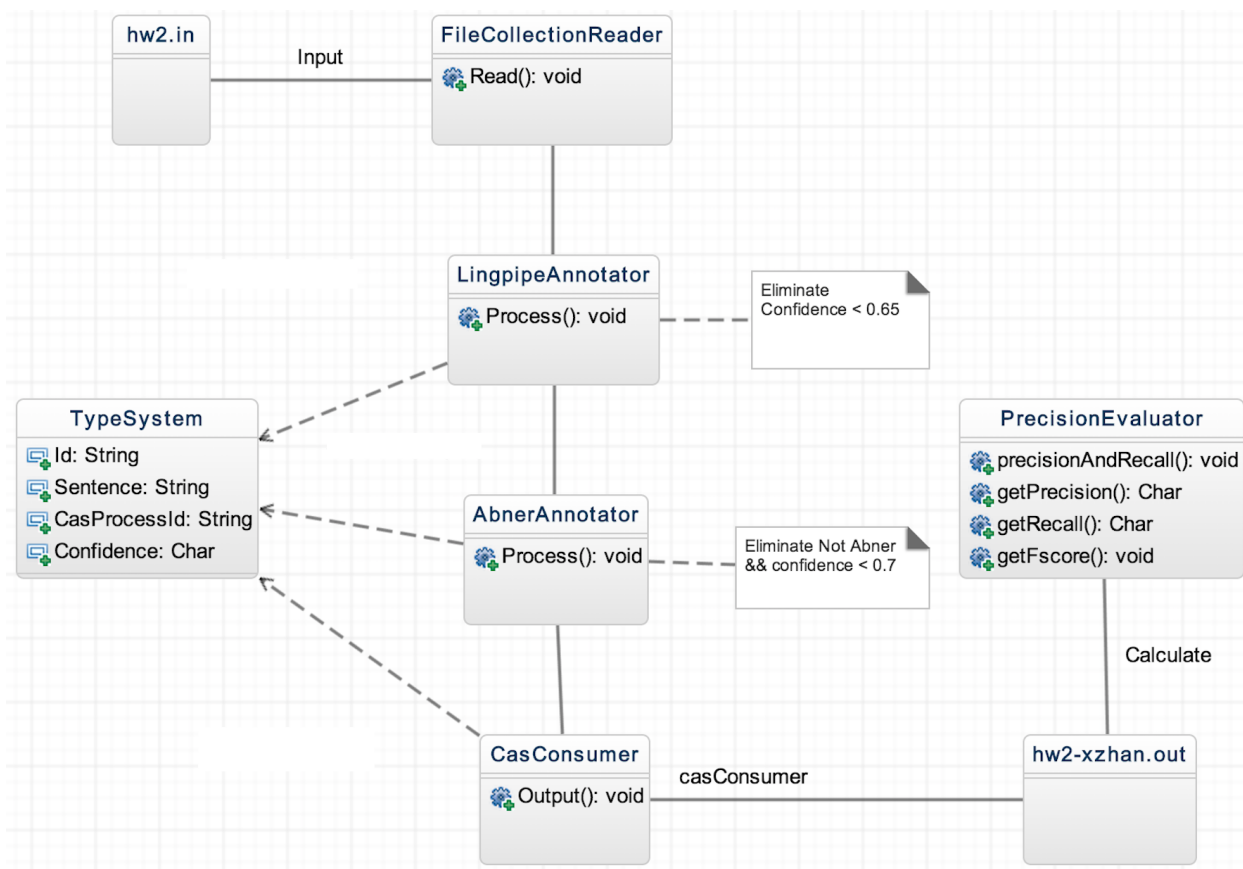 hw2.in
Input
FileCollectionReader
Read(): void
LingpipeAnnotator
Process(): void
Eliminate
Confidence < 0.65
TypeSystem
Id: String
Sentence: String
CasProcessId: String
Confidence: Char
AbnerAnnotator
Process(): void
Eliminate Not Abner
&& confidence < 0.7
PrecisionEvaluator
precisionAndRecall(): void
getPrecision(): Char
getRecall(): Char
getFscore(): void
Calculate
CasConsumer
Output(): void
casConsumer
hw2-xzhan.out